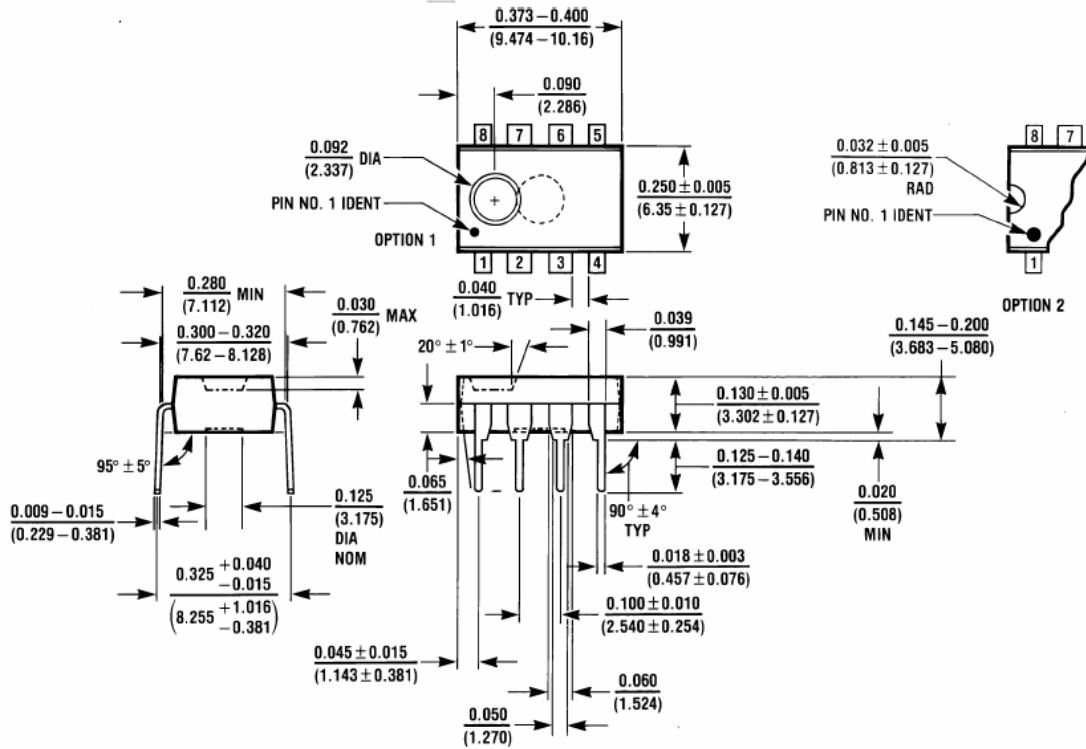 0.373 – 0.400
(9.474 – 10.16)
0.090
(2.286)
8 7 6 5
0.092 DIA
(2.337)
PIN NO. 1 IDENT
OPTION 1
0.250 ± 0.005
(6.35 ± 0.127)
1 2 3 4
0.032 ± 0.005
(0.813 ± 0.127)
RAD
PIN NO. 1 IDENT
8 7
1
OPTION 2
0.280 MIN
(7.112)
0.300 – 0.320
(7.62 – 8.128)
0.030 MAX
(0.762)
0.040 TYP
(1.016)
20° ± 1°
0.039
(0.991)
0.145 – 0.200
(3.683 – 5.080)
0.130 ± 0.005
(3.302 ± 0.127)
0.125 – 0.140
(3.175 – 3.556)
0.020
(0.508)
MIN
95° ± 5°
0.009 – 0.015
(0.229 – 0.381)
0.125
(3.175)
DIA
NOM
0.065
(1.651)
90° ± 4°
TYP
0.325 +0.040
-0.015
(8.255 +1.016
-0.381)
0.018 ± 0.003
(0.457 ± 0.076)
0.100 ± 0.010
(2.540 ± 0.254)
0.045 ± 0.015
(1.143 ± 0.381)
0.060
(1.524)
0.050
(1.270)